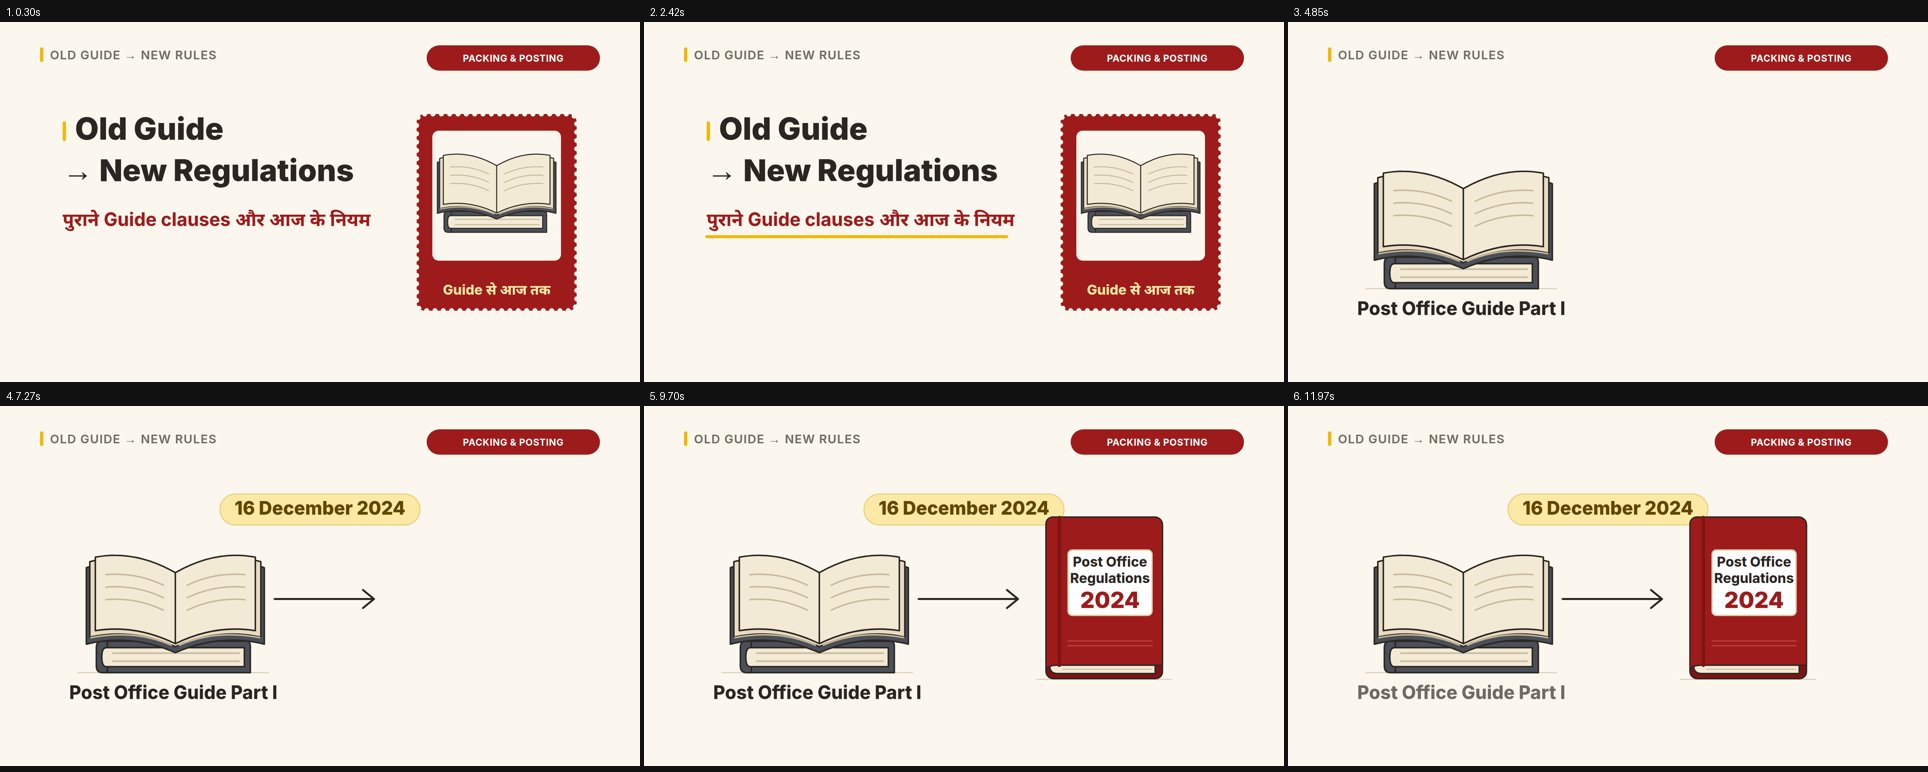 1. 0.30s
OLD GUIDE → NEW RULES
PACKING & POSTING
Old Guide
→ New Regulations
पुराने Guide clauses और आज के नियम
Guide से आज तक
2. 2.42s
OLD GUIDE → NEW RULES
PACKING & POSTING
Old Guide
→ New Regulations
पुराने Guide clauses और आज के नियम
Guide से आज तक
3. 4.85s
OLD GUIDE → NEW RULES
PACKING & POSTING
Post Office Guide Part I
4. 7.27s
OLD GUIDE → NEW RULES
PACKING & POSTING
16 December 2024
Post Office Guide Part I
5. 9.70s
OLD GUIDE → NEW RULES
PACKING & POSTING
16 December 2024
Post Office
Regulations
2024
Post Office Guide Part I
6. 11.97s
OLD GUIDE → NEW RULES
PACKING & POSTING
16 December 2024
Post Office
Regulations
2024
Post Office Guide Part I